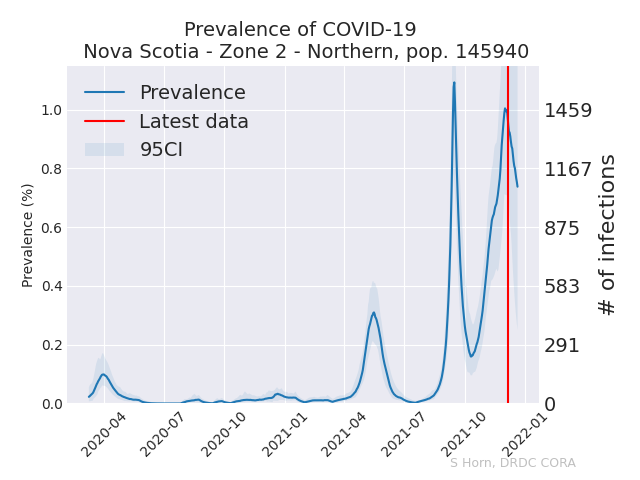 Prevalence of COVID-19
Nova Scotia - Zone 2 - Northern, pop. 145940
Prevalence
Latest data
95CI
Prevalence (%)
1.0
0.8
0.6
0.4
0.2
0.0
1459
1167
875
583
291
0
# of infections
2020-04
2020-07
2020-10
2021-01
2021-04
2021-07
2021-10
2022-01
S Horn, DRDC CORA